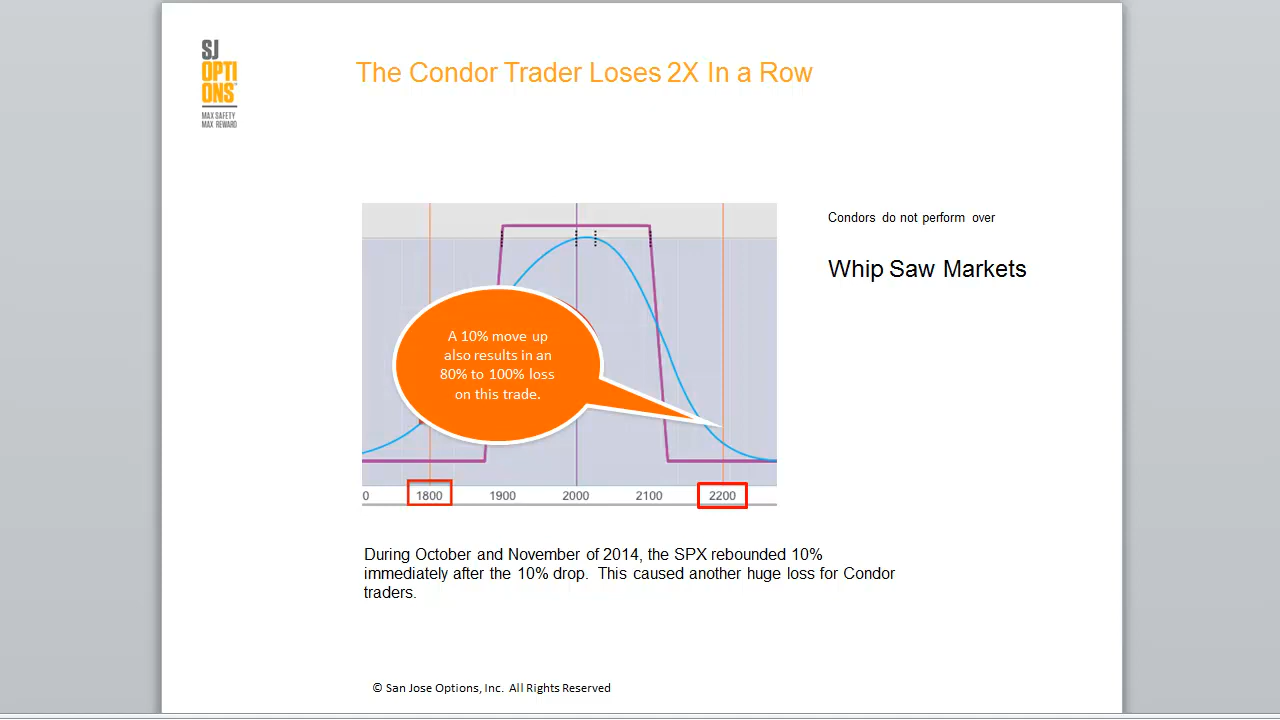 SJ
OPTI
ONS
MAX SAFETY
MAX REWARD
The Condor Trader Loses 2X In a Row
Condors do not perform over
Whip Saw Markets
A 10% move up
also results in an
80% to 100% loss
on this trade.
0 1800 1900 2000 2100 2200
During October and November of 2014, the SPX rebounded 10%
immediately after the 10% drop. This caused another huge loss for Condor
traders.
© San Jose Options, Inc. All Rights Reserved